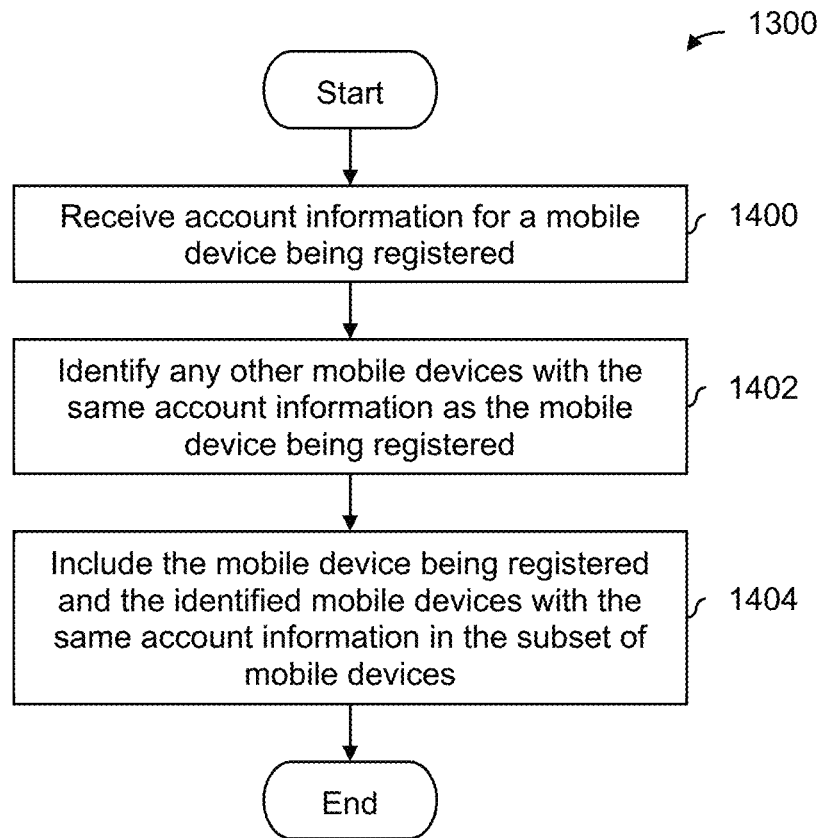 1300
Start
Receive account information for a mobile
device being registered
1400
Identify any other mobile devices with the
same account information as the mobile
device being registered
1402
Include the mobile device being registered
and the identified mobile devices with the
same account information in the subset of
mobile devices
1404
End